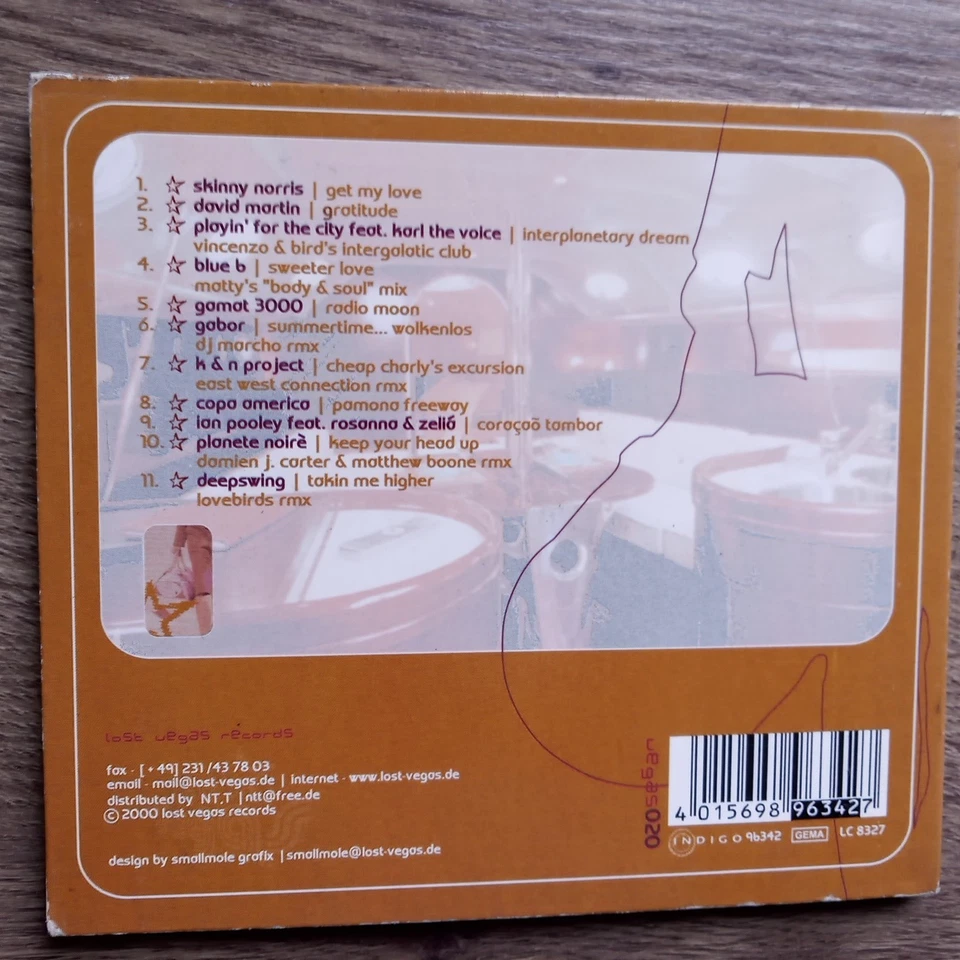 1. ☆ skinny norris | get my love
2. ☆ david martin | gratitude
3. ☆ playin' for the city feat. karl the voice | interplanetary dream
vincenzo & bird's intergalatic club
4. ☆ blue b | sweeter love
matty's "body & soul" mix
5. ☆ gamat 3000 | radio moon
6. ☆ gabor | summertime... wolkenlos
dj marcho rmx
7. ☆ k & n project | cheap charly's excursion
east west connection rmx
8. ☆ copa america | pamona freeway
9. ☆ ian pooley feat. rosanna & zelió | coraçaõ tambor
10. ☆ planete noirè | keep your head up
damien j. carter & matthew boone rmx
11. ☆ deepswing | takin me higher
lovebirds rmx
lost vegas records
fax · [+49] 231 /43 78 03
email · mail@lost-vegas.de | internet · www.lost-vegas.de
distributed by NT,T | ntt@free.de
© 2000 lost vegas records
design by smallmole grafix | smallmole@lost-vegas.de
vegas020
4 015698 963427
INDIGO 96342 GEMA LC 8327